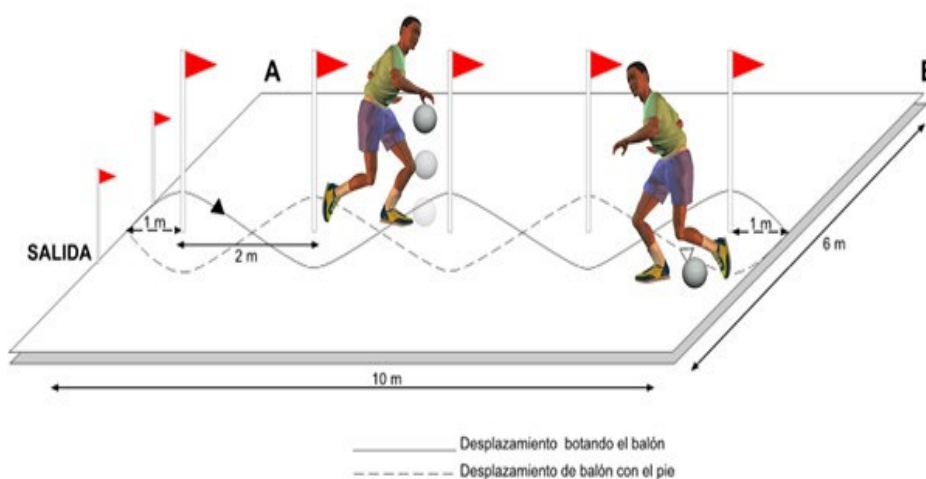 A
1 m
2 m
1 m
SALIDA
6 m
10 m
Desplazamiento botando el balón
Desplazamiento de balón con el pie